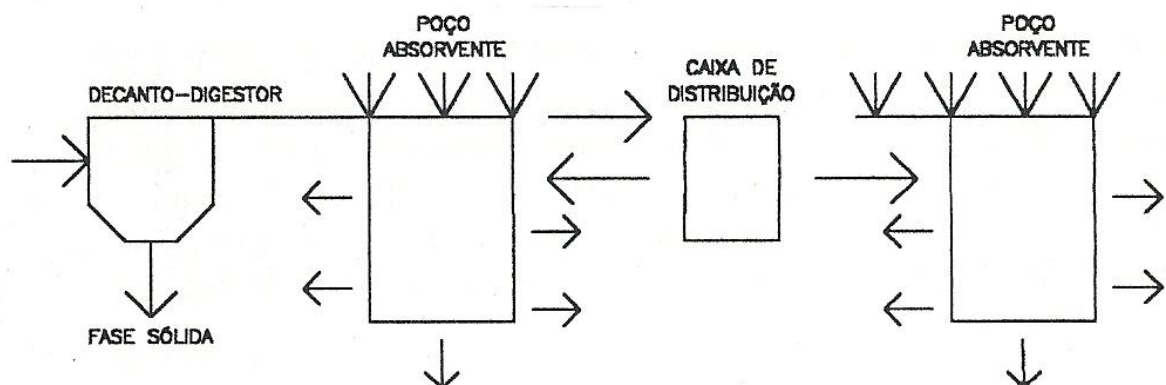 POÇO
ABSORVENTE
DECANTO-DIGESTOR
FASE SÓLIDA
CAIXA DE
DISTRIBUIÇÃO
POÇO
ABSORVENTE